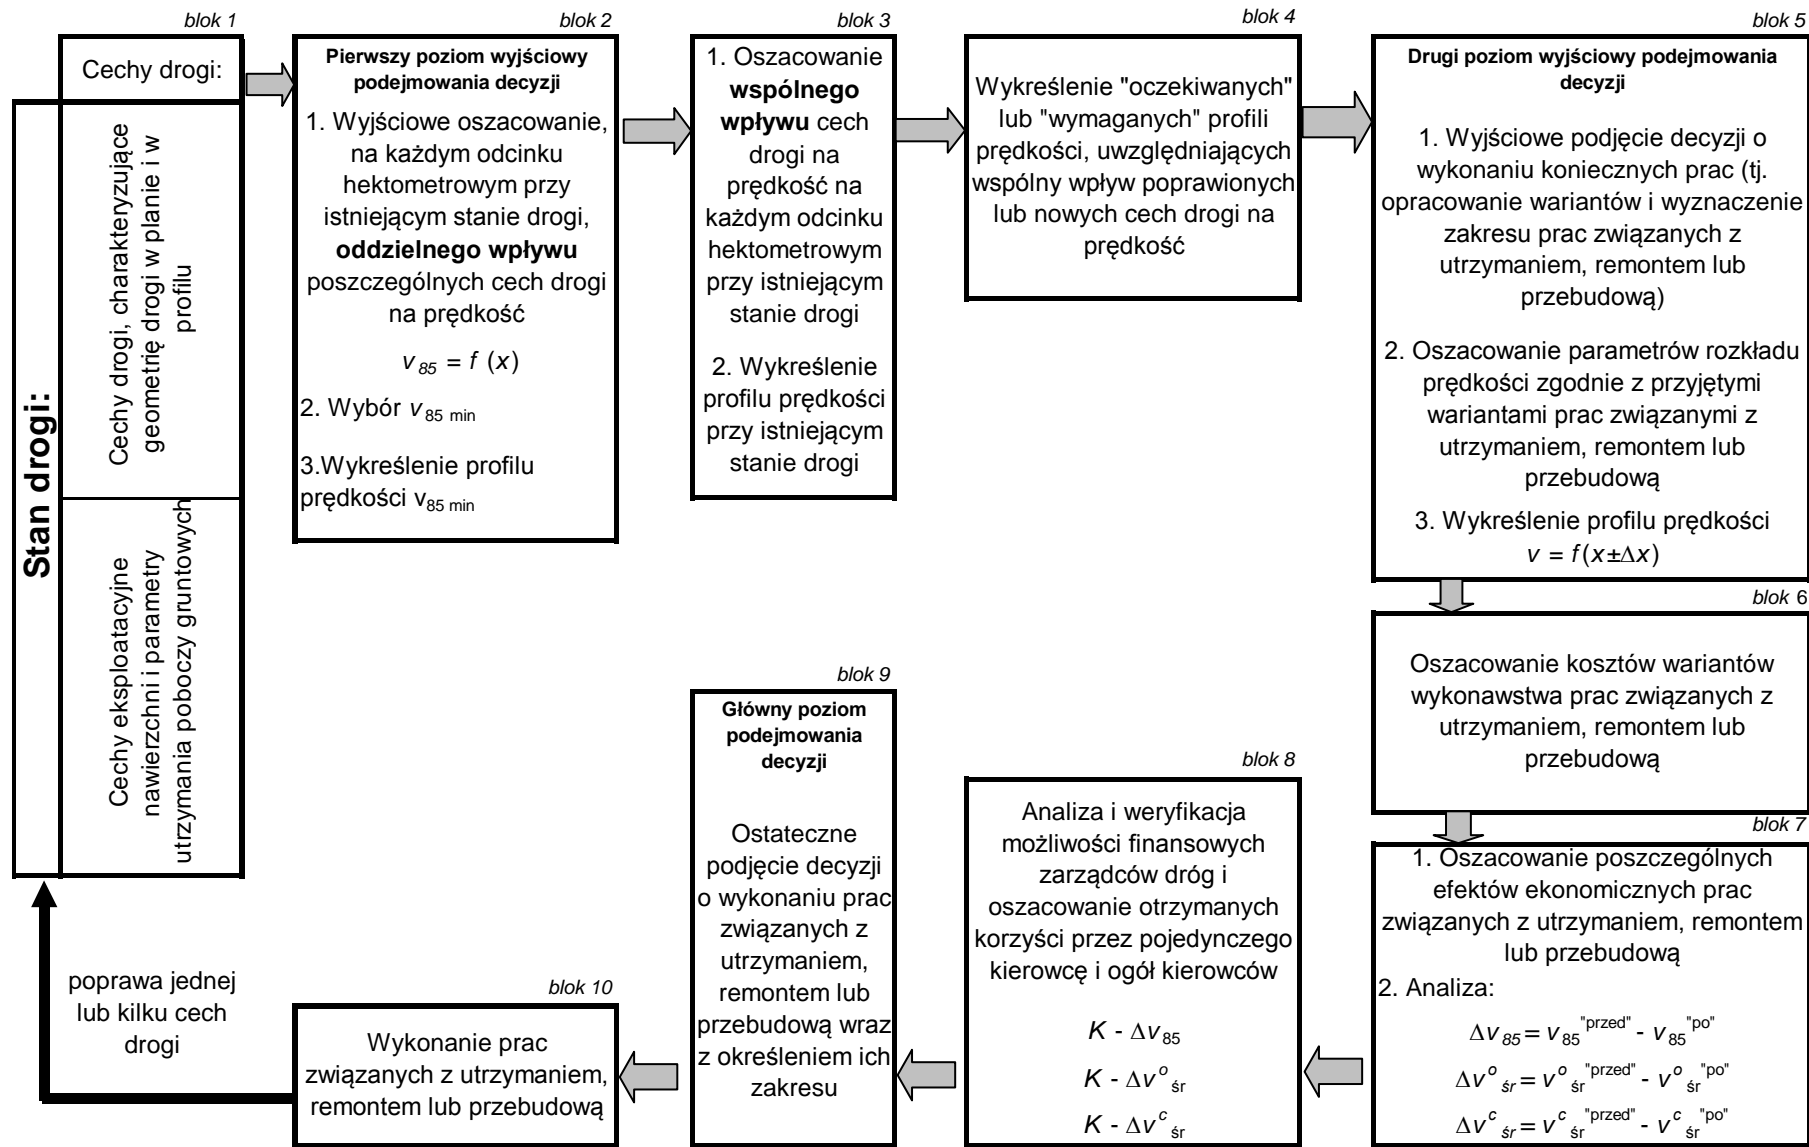 blok 1
Cechy drogi:
Stan drogi:
Cechy drogi, charakteryzujące
geometrię drogi w planie i w
profilu
Cechy eksploatacyjne
nawierzchni i parametry
utrzymania poboczy gruntowych
blok 2
Pierwszy poziom wyjściowy
podejmowania decyzji
1. Wyjściowe oszacowanie,
na każdym odcinku
hektometrowym przy
istniejącym stanie drogi,
oddzielnego wpływu
poszczególnych cech drogi
na prędkość
v 85 = f (x)
2. Wybór v 85 min
3.Wykreślenie profilu
prędkości v85 min
blok 3
1. Oszacowanie
wspólnego
wpływu cech
drogi na
prędkość na
każdym odcinku
hektometrowym
przy istniejącym
stanie drogi
2. Wykreślenie
profilu prędkości
przy istniejącym
stanie drogi
blok 4
Wykreślenie "oczekiwanych"
lub "wymaganych" profili
prędkości, uwzględniających
wspólny wpływ poprawionych
lub nowych cech drogi na
prędkość
blok 5
Drugi poziom wyjściowy podejmowania
decyzji
1. Wyjściowe podjęcie decyzji o
wykonaniu koniecznych prac (tj.
opracowanie wariantów i wyznaczenie
zakresu prac związanych z
utrzymaniem, remontem lub
przebudową)
2. Oszacowanie parametrów rozkładu
prędkości zgodnie z przyjętymi
wariantami prac związanymi z
utrzymaniem, remontem lub
przebudową
3. Wykreślenie profilu prędkości
v = f(x±Δx)
blok 6
Oszacowanie kosztów wariantów
wykonawstwa prac związanych z
utrzymaniem, remontem lub
przebudową
blok 7
1. Oszacowanie poszczególnych
efektów ekonomicznych prac
związanych z utrzymaniem, remontem
lub przebudową
2. Analiza:
Δv85 = v85"przed" - v85"po"
Δv°śr = v°śr"przed" - v°śr"po"
Δvcśr = vcśr"przed" - vcśr"po"
blok 8
Analiza i weryfikacja
możliwości finansowych
zarządców dróg i
oszacowanie otrzymanych
korzyści przez pojedynczego
kierowcę i ogół kierowców
K - Δv85
K - Δv°śr
K - Δvcśr
blok 9
Główny poziom
podejmowania
decyzji
Ostateczne
podjęcie decyzji
o wykonaniu prac
związanych z
utrzymaniem,
remontem lub
przebudową wraz
z określeniem ich
zakresu
blok 10
Wykonanie prac
związanych z utrzymaniem,
remontem lub przebudową
poprawa jednej
lub kilku cech
drogi